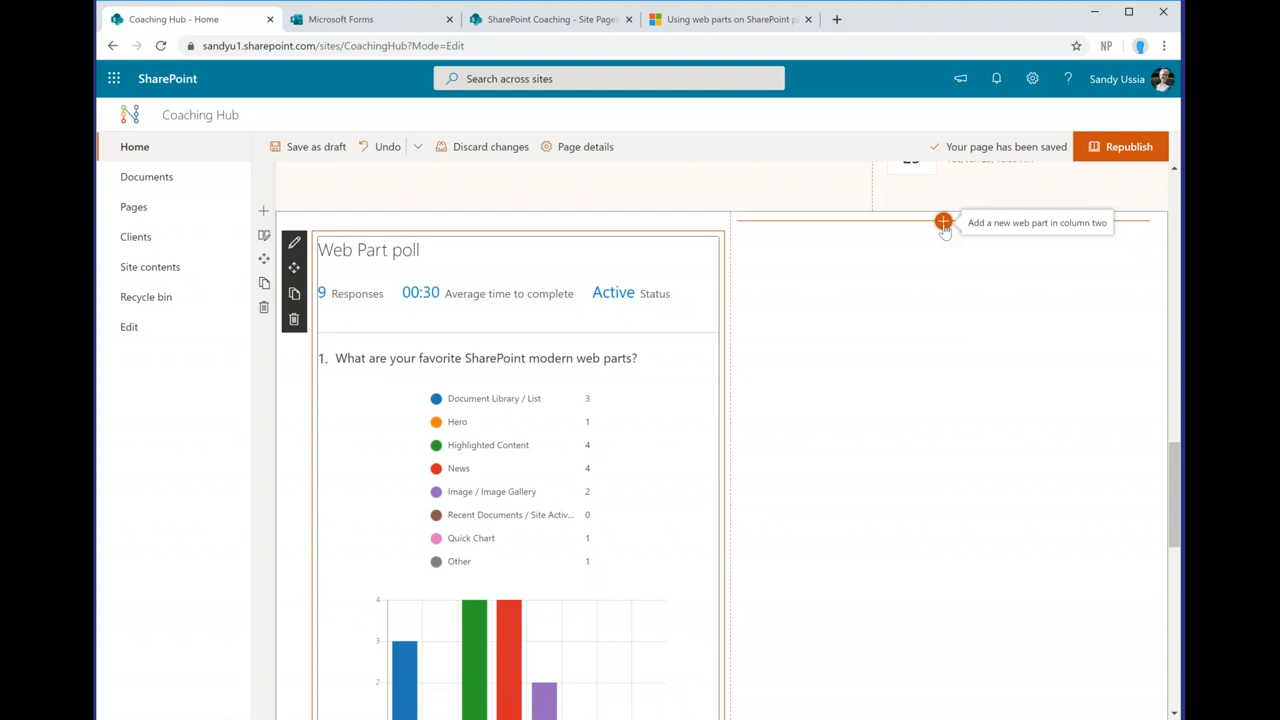 Coaching Hub - Home
Microsoft Forms
SharePoint Coaching - Site Pages
Using web parts on SharePoint p
sandyu1.sharepoint.com/sites/CoachingHub?Mode=Edit
NP
SharePoint
Search across sites
?
Sandy Ussia
Coaching Hub
Home
Save as draft
Undo
Discard changes
Page details
Your page has been saved
Republish
Documents
Pages
Clients
Site contents
Recycle bin
Edit
Add a new web part in column two
Web Part poll
9 Responses
00:30 Average time to complete
Active Status
1. What are your favorite SharePoint modern web parts?
Document Library / List 3
Hero 1
Highlighted Content 4
News 4
Image / Image Gallery 2
Recent Documents / Site Activ... 0
Quick Chart 1
Other 1
4
3
2